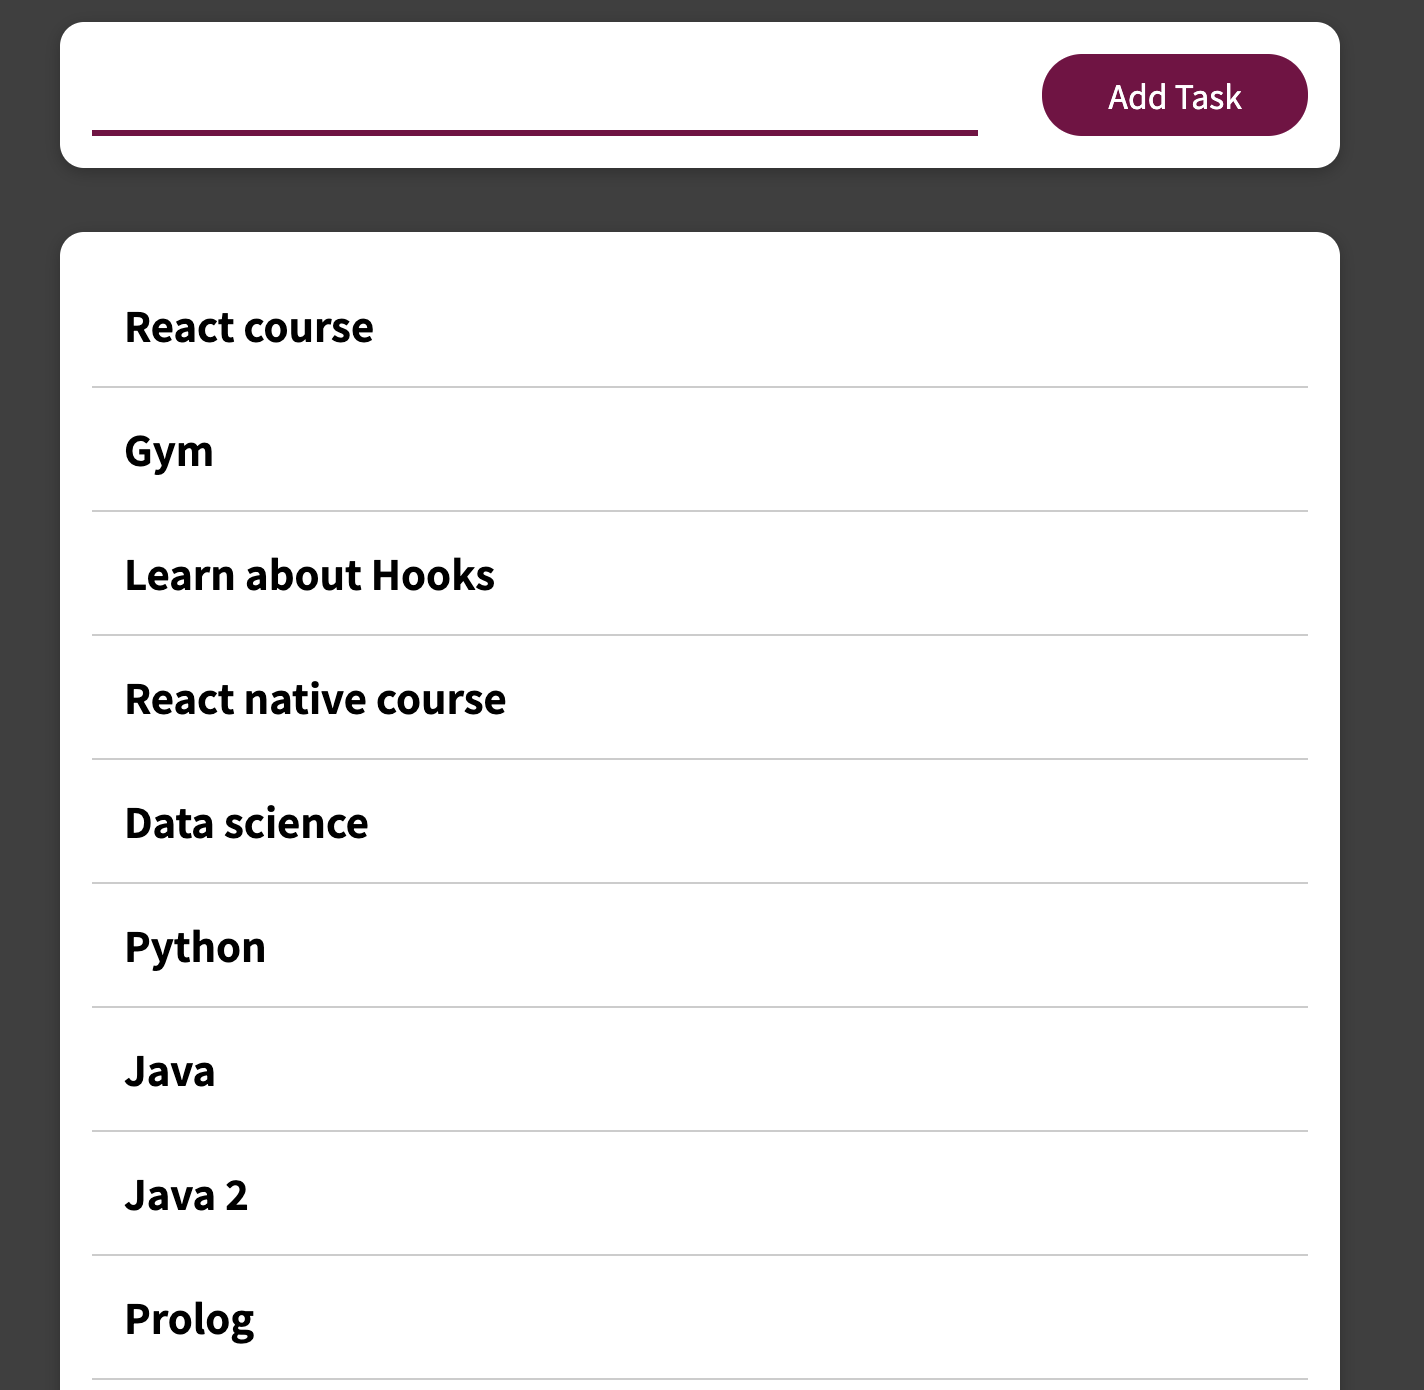 Add Task
React course
Gym
Learn about Hooks
React native course
Data science
Python
Java
Java 2
Prolog